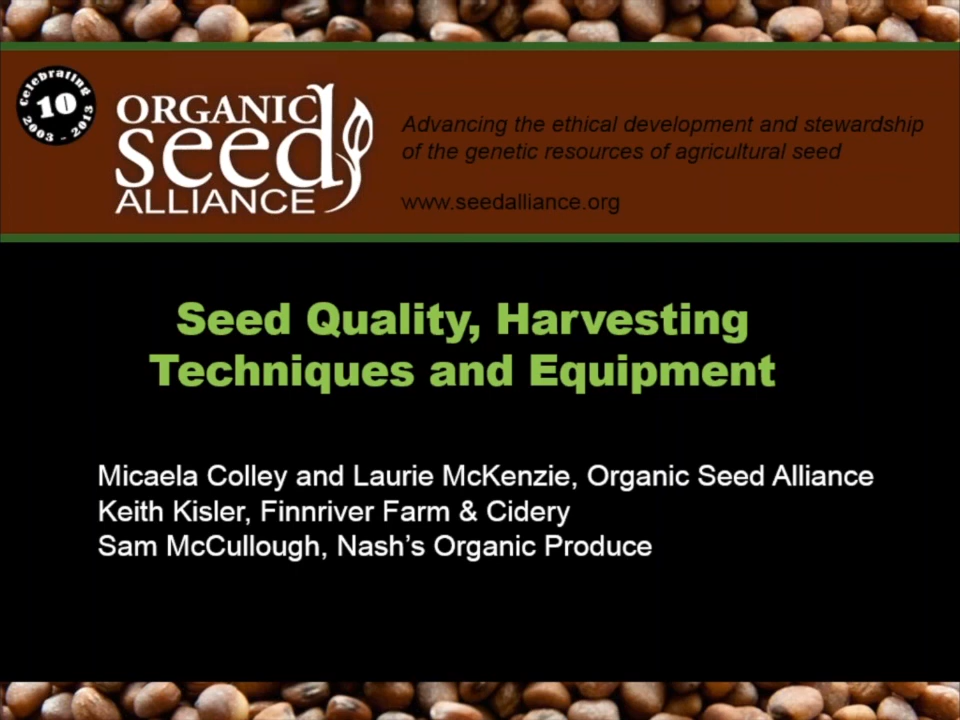 Celebrating
10
2003 - 2013
ORGANIC
seed
ALLIANCE
Advancing the ethical development and stewardship
of the genetic resources of agricultural seed
www.seedalliance.org
Seed Quality, Harvesting
Techniques and Equipment
Micaela Colley and Laurie McKenzie, Organic Seed Alliance
Keith Kisler, Finnriver Farm & Cidery
Sam McCullough, Nash's Organic Produce